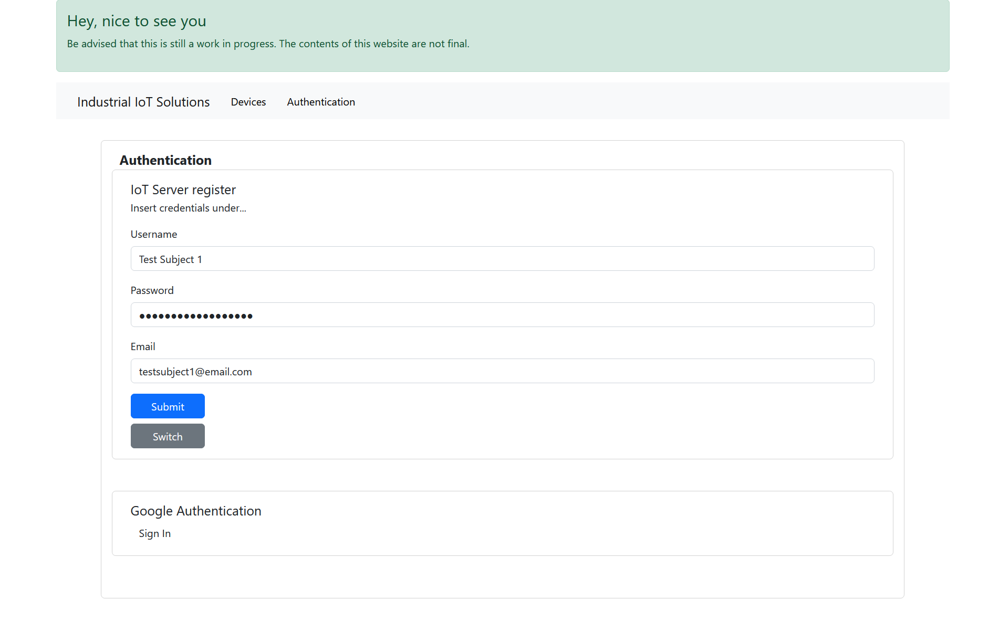 Hey, nice to see you
Be advised that this is still a work in progress. The contents of this website are not final.
Industrial IoT Solutions Devices Authentication
Authentication
IoT Server register
Insert credentials under...
Username
Test Subject 1
Password
●●●●●●●●●●●●●●●●●●
Email
testsubject1@email.com
Submit
Switch
Google Authentication
Sign In